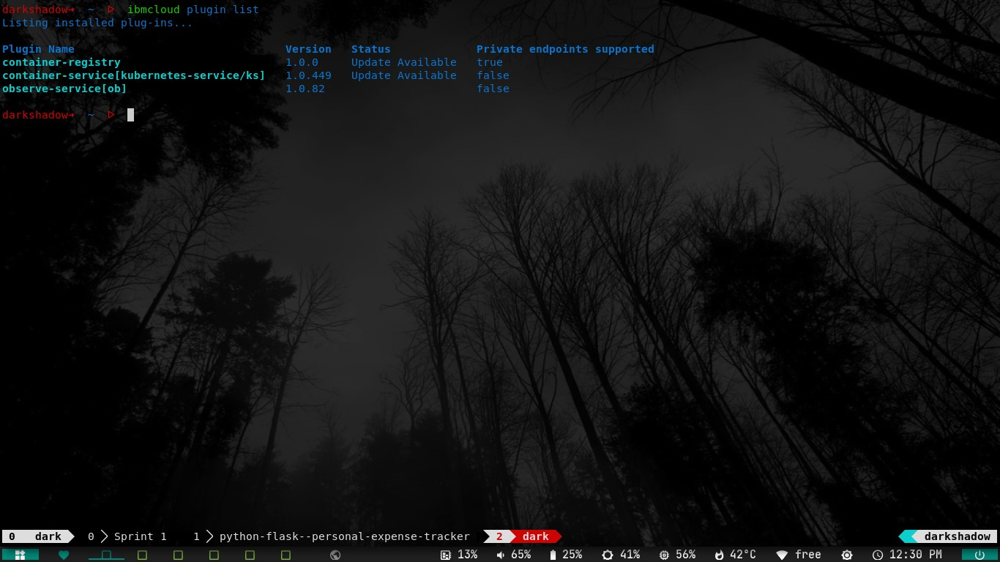 darkshadow→ ~ ▷ ibmcloud plugin list
Listing installed plug-ins...
Plugin Name Version Status Private endpoints supported
container-registry 1.0.0 Update Available true
container-service[kubernetes-service/ks] 1.0.449 Update Available false
observe-service[ob] 1.0.82 false
darkshadow→ ~ ▷
0 dark 0 Sprint 1 1 python-flask--personal-expense-tracker 2 dark darkshadow
13% 65% 25% 41% 56% 42°C free 12:30 PM